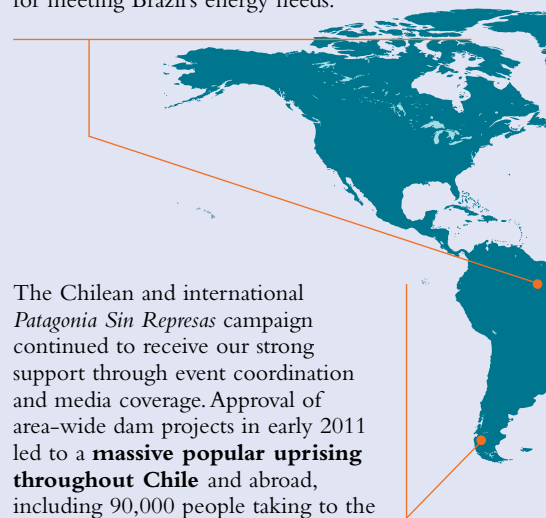 for meeting Brazil's energy needs.
The Chilean and international
Patagonia Sin Represas campaign
continued to receive our strong
support through event coordination
and media coverage. Approval of
area-wide dam projects in early 2011
led to a massive popular uprising
throughout Chile and abroad,
including 90,000 people taking to the